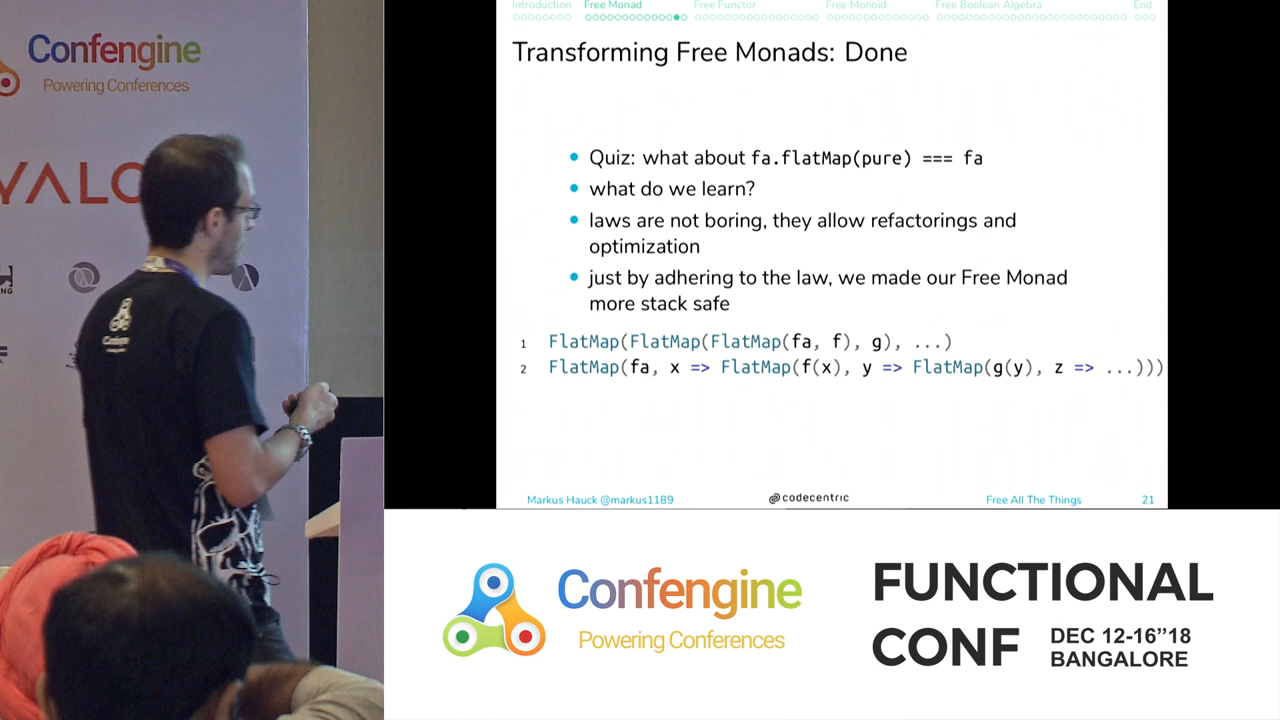 Confengine
Powering Conferences
YALO
NG
Introduction Free Monad Free Functor Free Monoid Free Boolean Algebra End
Transforming Free Monads: Done
Quiz: what about fa.flatMap(pure) === fa
what do we learn?
laws are not boring, they allow refactorings and
optimization
just by adhering to the law, we made our Free Monad
more stack safe
1 FlatMap(FlatMap(FlatMap(fa, f), g), ...)
2 FlatMap(fa, x => FlatMap(f(x), y => FlatMap(g(y), z => ...)))
Markus Hauck @markus1189 codecentric Free All The Things 21
Confengine
Powering Conferences
FUNCTIONAL
CONF DEC 12-16"18
BANGALORE